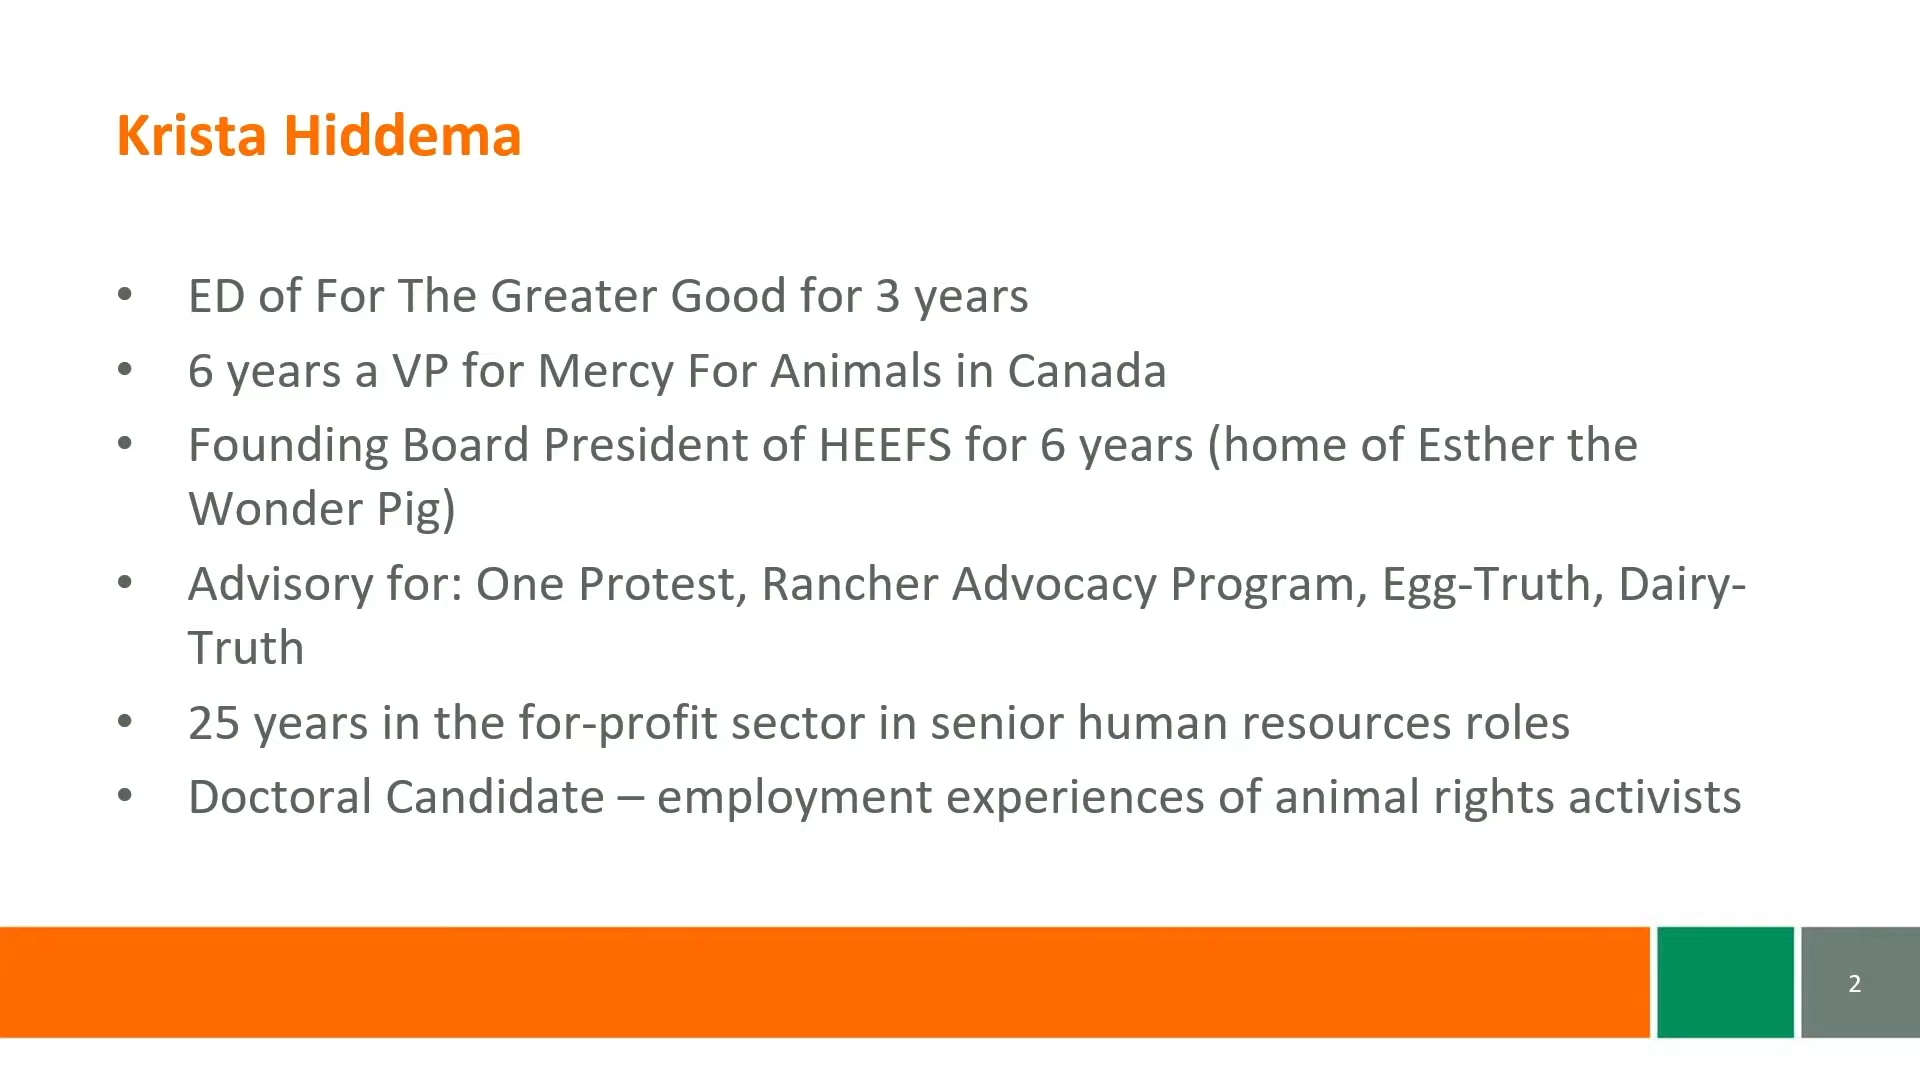 Krista Hiddema
• ED of For The Greater Good for 3 years
• 6 years a VP for Mercy For Animals in Canada
• Founding Board President of HEEFS for 6 years (home of Esther the
Wonder Pig)
• Advisory for: One Protest, Rancher Advocacy Program, Egg-Truth, Dairy-
Truth
• 25 years in the for-profit sector in senior human resources roles
• Doctoral Candidate – employment experiences of animal rights activists
2